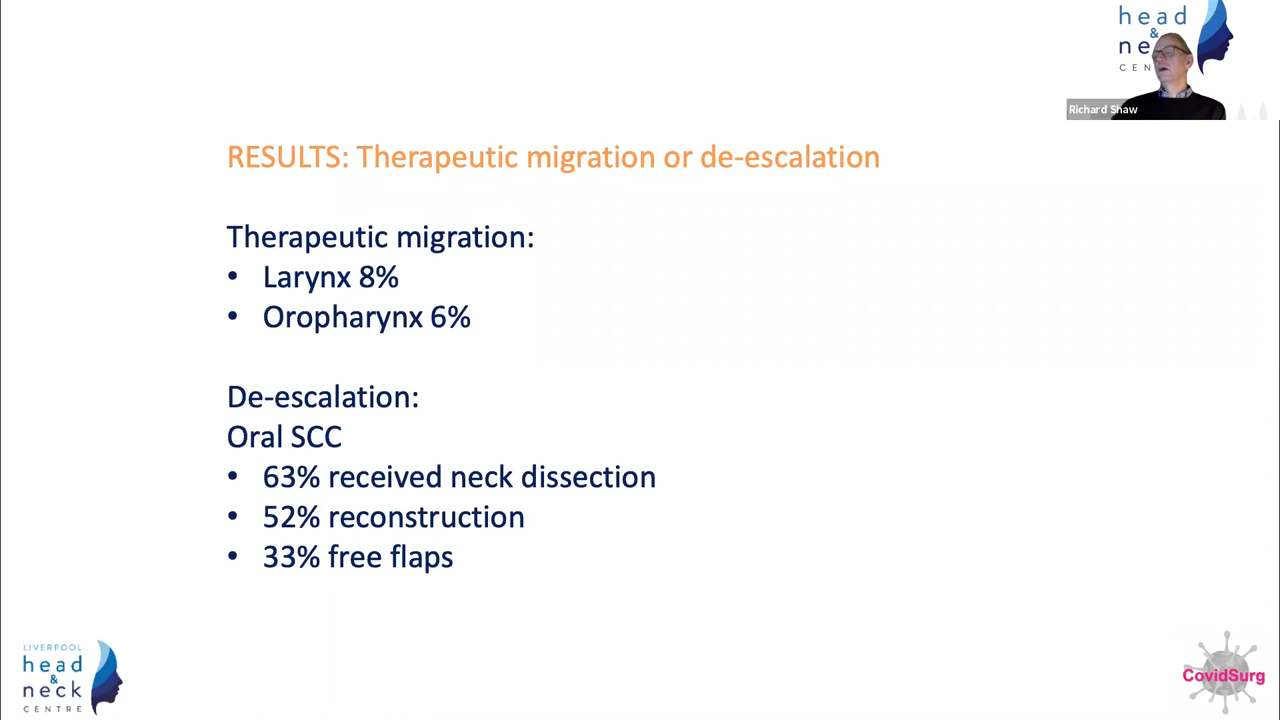 head
&
ne
CEN
Richard Shaw
RESULTS: Therapeutic migration or de-escalation
Therapeutic migration:
• Larynx 8%
• Oropharynx 6%
De-escalation:
Oral SCC
• 63% received neck dissection
• 52% reconstruction
• 33% free flaps
LIVERPOOL
head
&
neck
CENTRE
CovidSurg